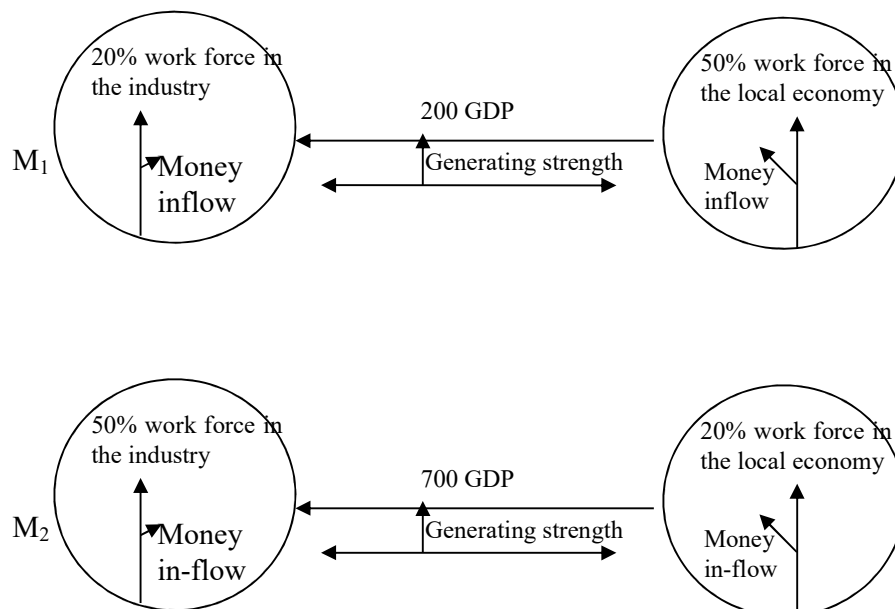 20% work force in
the industry
50% work force in
the local economy
200 GDP
M₁
Money
inflow
Generating strength
Money
inflow
50% work force in
the industry
20% work force in
the local economy
700 GDP
M₂
Money
in-flow
Generating strength
Money
in-flow